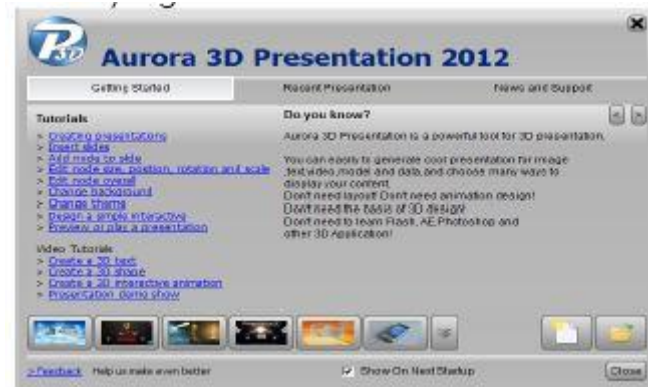 P3D
Aurora 3D Presentation 2012
Getting Started
Recent Presentation
News and Support
Tutorials
> Creating presentations
> Insert slides
> Add node to slide
> Edit node size, position, rotation and scale
> Edit node overall
> Change background
> Change theme
> Design a simple interactive
> Preview or play a presentation
Video Tutorials
> Create a 3D text
> Create a 3D shape
> Create a 3D interactive animation
> Presentation demo show
Do you know?
Aurora 3D Presentation is a powerful tool for 3D presentation.
You can easily to generate cool presentation for image
,text,video,model and data,and choose many ways to
display your content.
Don't need layout! Don't need animation design!
Don't need the basis of 3D design!
Don't need to learn Flash, AE,Photoshop and
other 3D Application!
> Feedback Help us make even better
Show On Next Startup
Close